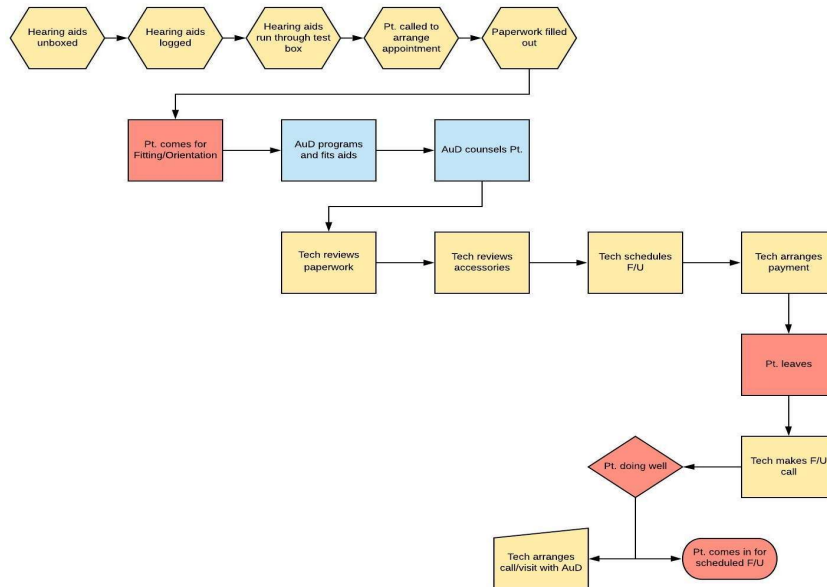 Hearing aids
unboxed
Hearing aids
logged
Hearing aids
run through test
box
Pt. called to
arrange
appointment
Paperwork filled
out
Pt. comes for
Fitting/Orientation
AuD programs
and fits aids
AuD counsels Pt.
Tech reviews
paperwork
Tech reviews
accessories
Tech schedules
F/U
Tech arranges
payment
Pt. leaves
Tech makes F/U
call
Pt. doing well
Tech arranges
call/visit with AuD
Pt. comes in for
scheduled F/U